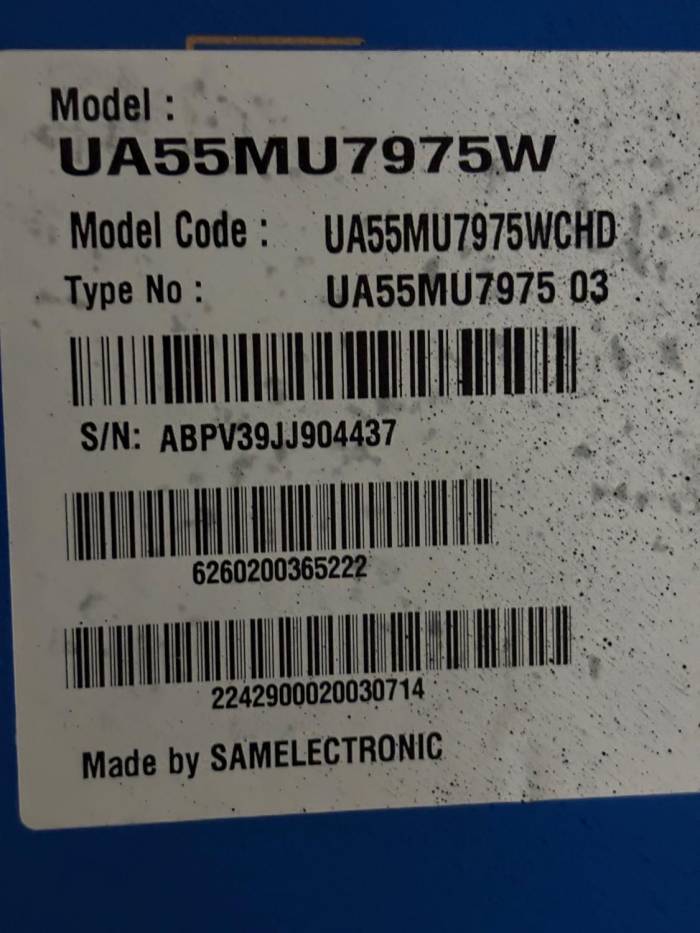 Model :
UA55MU7975W
Model Code : UA55MU7975WCHD
Type No : UA55MU7975 03
S/N: ABPV39JJ904437
6260200365222
2242900020030714
Made by SAMELECTRONIC